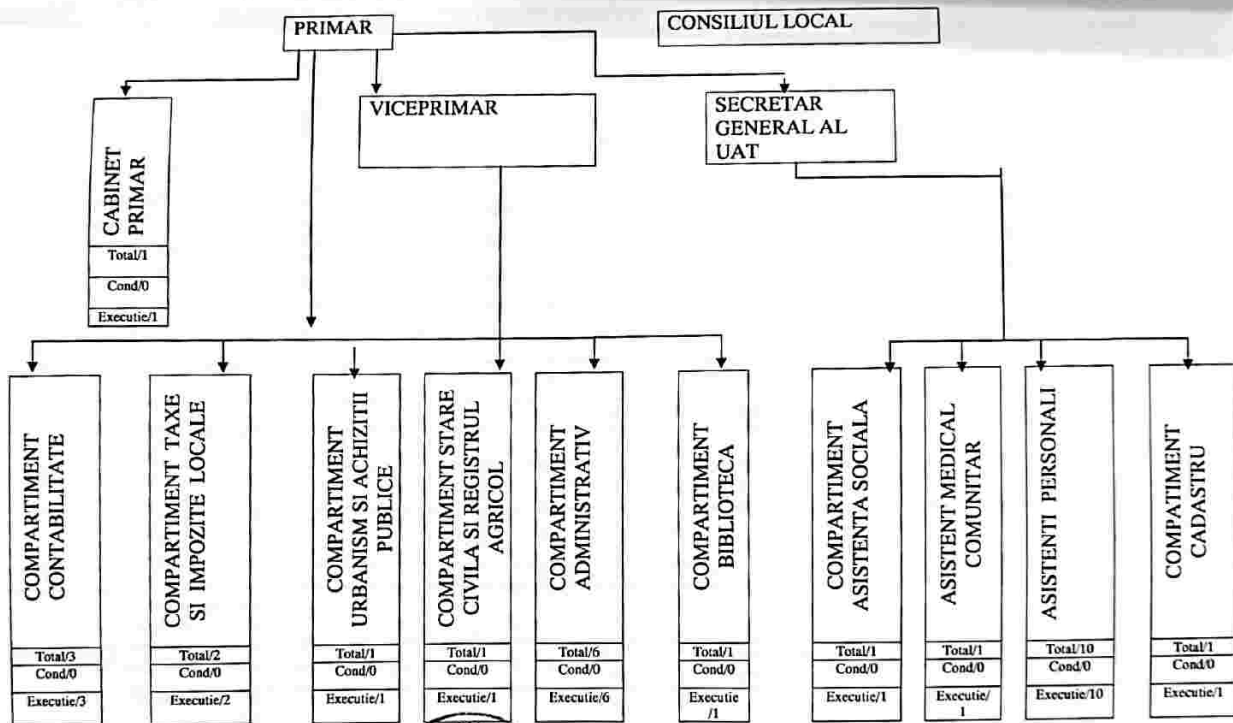 PRIMAR
CONSILIUL LOCAL
CABINET
PRIMAR
Total/1
Cond/0
Executie/1
VICEPRIMAR
SECRETAR
GENERAL AL
UAT
COMPARTIMENT
CONTABILITATE
Total/3
Cond/0
Executie/3
COMPARTIMENT TAXE
SI IMPOZITE LOCALE
Total/2
Cond/0
Executie/2
COMPARTIMENT
URBANISM SI ACHIZITII
PUBLICE
Total/1
Cond/0
Executie/1
COMPARTIMENT STARE
CIVILA SI REGISTRUL
AGRICOL
Total/1
Cond/0
Executie/1
COMPARTIMENT
ADMINISTRATIV
Total/6
Cond/0
Executie/6
COMPARTIMENT
BIBLIOTECA
Total/1
Cond/0
Executie
/1
COMPARTIMENT
ASISTENTA SOCIALA
Total/1
Cond/0
Executie/1
ASISTENT MEDICAL
COMUNITAR
Total/1
Cond/0
Executie/
1
ASISTENTI PERSONALI
Total/10
Cond/0
Executie/10
COMPATIMENT
CADASTRU
Total/1
Cond/0
Executie/1